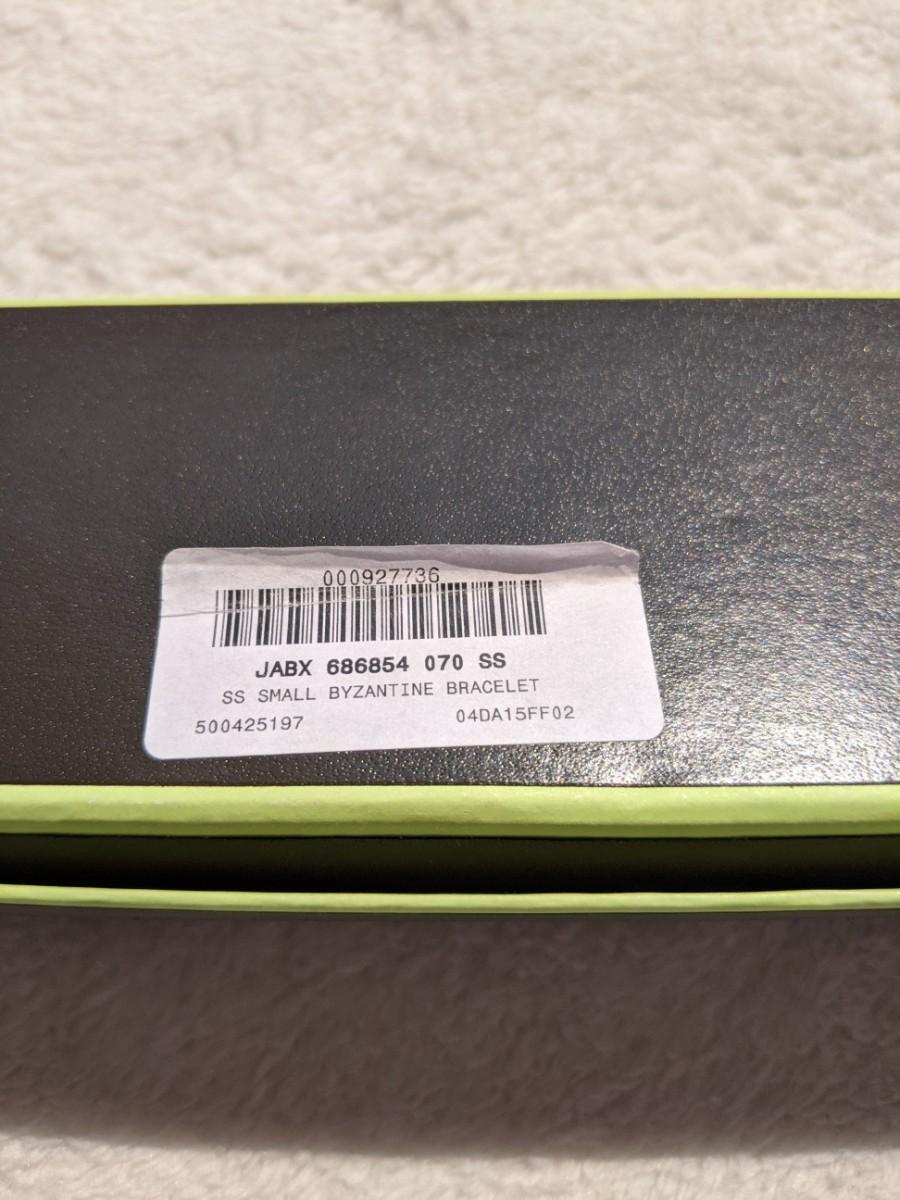 000927736
JABX 686854 070 SS
SS SMALL BYZANTINE BRACELET
500425197 04DA15FF02